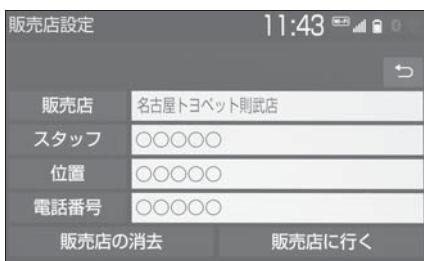 販売店設定 11:43 Wi-Fi
販売店 名古屋トヨペット則武店
スタッフ ○○○○○
位置 ○○○○○
電話番号 ○○○○○
販売店の消去 販売店に行く